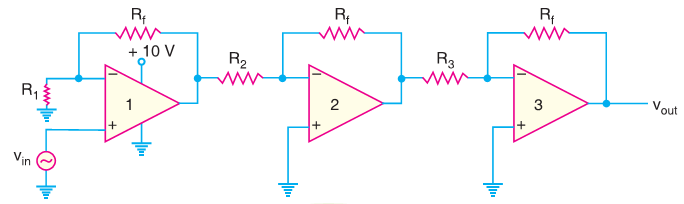 Rf Rf Rf
+ 10 V
R2 R3
R1
− − −
1 2 3
+ + +
vout
vin